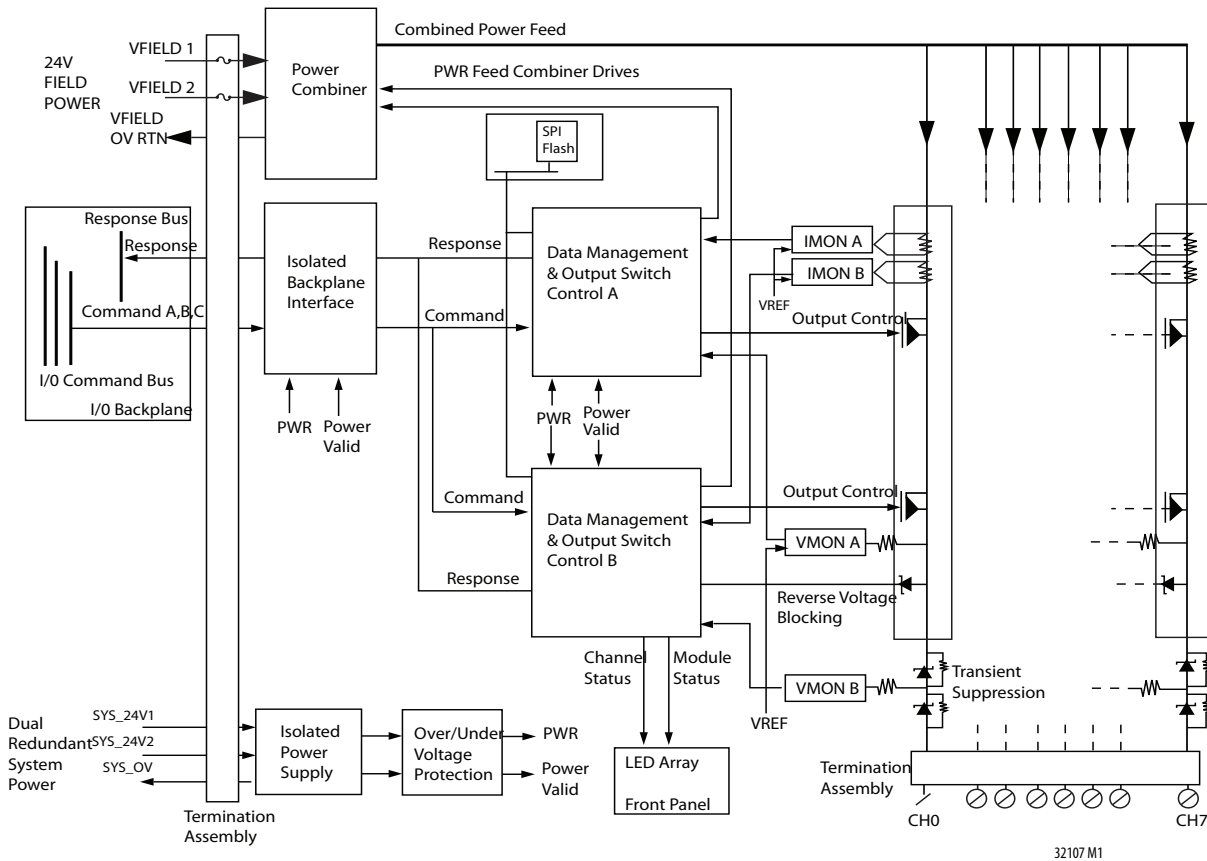 Combined Power Feed
VFIELD 1
24V
FIELD
POWER
VFIELD 2
VFIELD
OV RTN
Power
Combiner
PWR Feed Combiner Drives
SPI
Flash
Response Bus
Response
Command A,B,C
I/0 Command Bus
I/0 Backplane
Isolated
Backplane
Interface
PWR
Power
Valid
Response
Command
Data Management
& Output Switch
Control A
IMON A
IMON B
VREF
Output Control
PWR
Power
Valid
Command
Response
Data Management
& Output Switch
Control B
Output Control
VMON A
Reverse Voltage
Blocking
Channel
Status
Module
Status
VMON B
VREF
Transient
Suppression
Dual
Redundant
System
Power
SYS_24V1
SYS_24V2
SYS_OV
Isolated
Power
Supply
Over/Under
Voltage
Protection
PWR
Power
Valid
LED Array
Front Panel
Termination
Assembly
Termination
Assembly
CH0
CH7
32107 M1